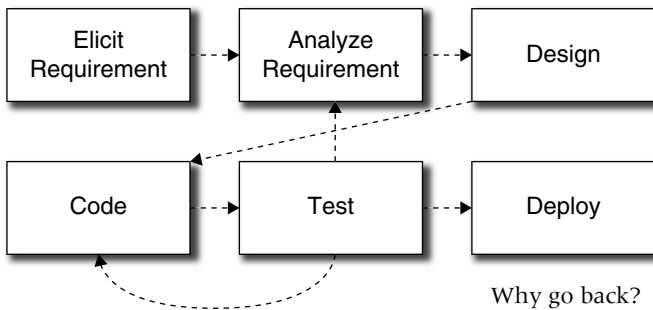 Elicit
Requirement
Analyze
Requirement
Design
Code
Test
Deploy
Why go back?